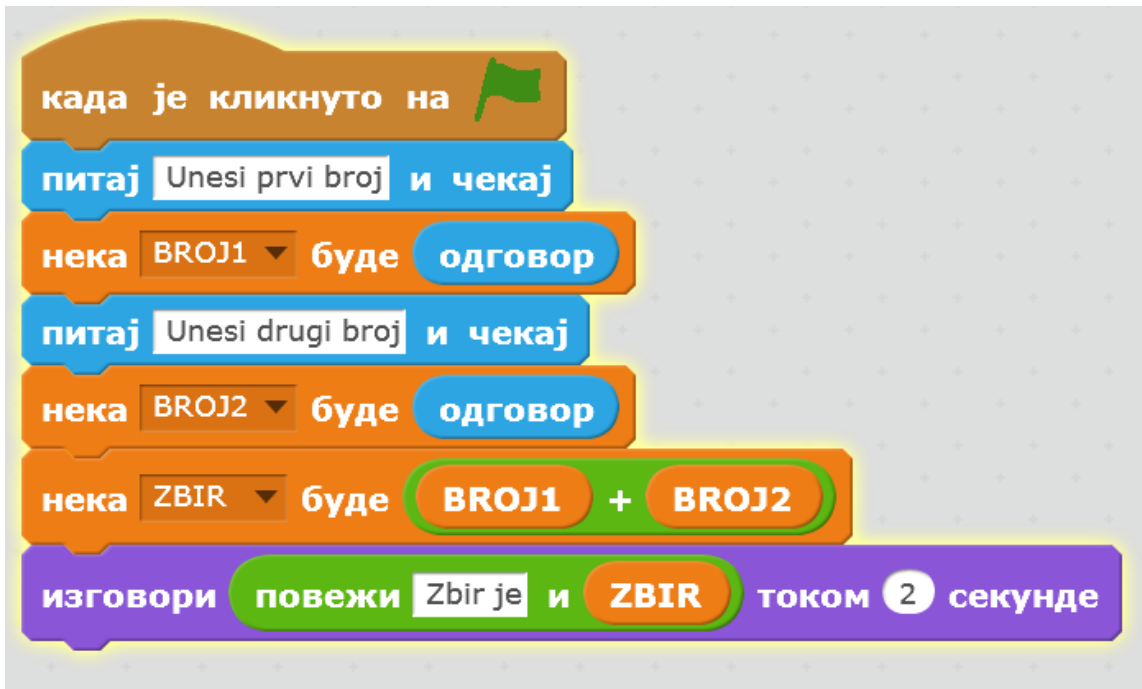 када је кликнуто на
питај Unesi prvi broj и чекај
нека BROJ1 буде одговор
питај Unesi drugi broj и чекај
нека BROJ2 буде одговор
нека ZBIR буде BROJ1 + BROJ2
изговори повежи Zbir je и ZBIR током 2 секунде